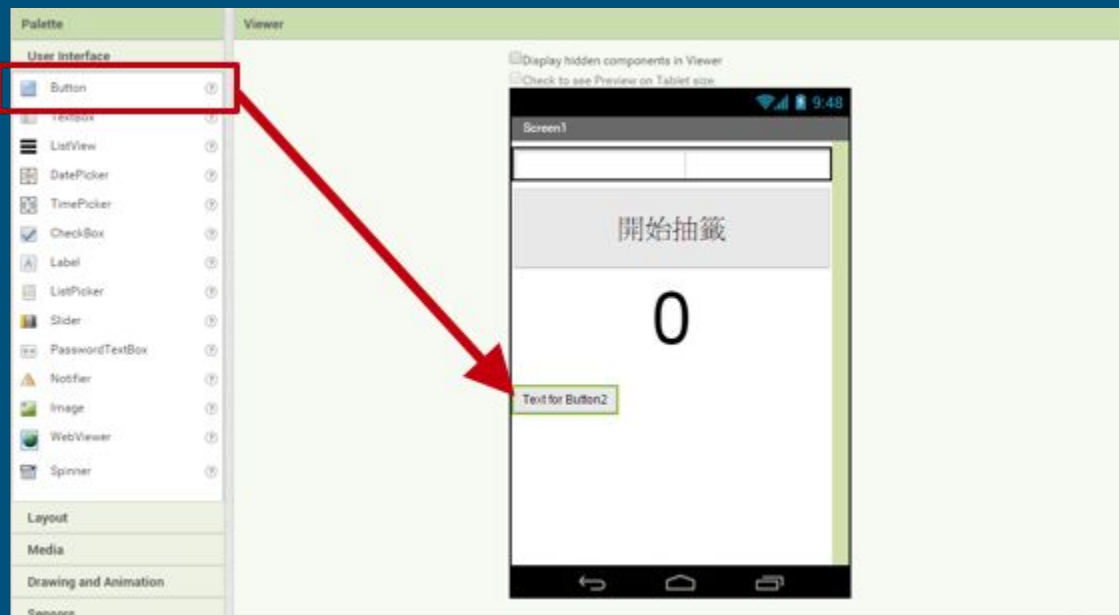 Palette
Viewer
User Interface
Button
TextBox
ListView
DatePicker
TimePicker
CheckBox
Label
ListPicker
Slider
PasswordTextBox
Notifier
Image
WebViewer
Spinner
Layout
Media
Drawing and Animation
Sensors
Display hidden components in Viewer
Check to see Preview on Tablet size.
9:48
Screen1
開始抽籤
0
Text for Button2